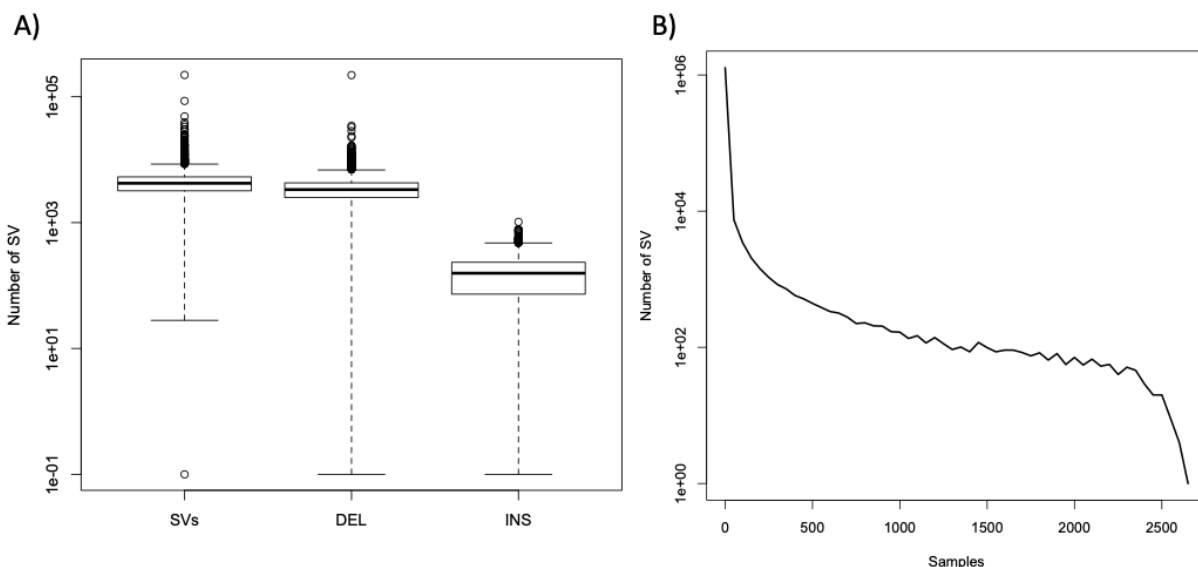 A)
Number of SV
1e+05
1e+03
1e+01
1e-01
SVs DEL INS
B)
Number of SV
1e+06
1e+04
1e+02
1e+00
0 500 1000 1500 2000 2500
Samples